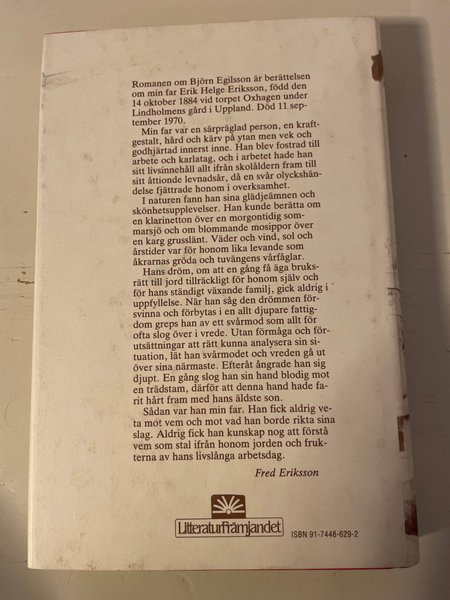 Romanen om Björn Egilsson är berättelsen
om min far Erik Helge Eriksson, född den
14 oktober 1884 vid torpet Oxhagen under
Lindholmens gård i Uppland. Död 11 sep-
tember 1970.
Min far var en särpräglad person, en kraft-
gestalt, hård och kärv på ytan men vek och
godhjärtad innerst inne. Han blev fostrad till
arbete och karlatag, och i arbetet hade han
sitt livsinnehåll allt ifrån skolåldern fram till
sitt åttionde levnadsår, då en svår olyckshän-
delse fjättrade honom i overksamhet.
I naturen fann han sina glädjeämnen och
skönhetsupplevelser. Han kunde berätta om
en klarinetton över en morgontidig som-
marsjö och om blommande mosippor över
en karg grusslänt. Väder och vind, sol och
årstider var för honom lika levande som
åkrarnas gröda och tuvängens vårfåglar.
Hans dröm, om att en gång få äga bruks-
rätt till jord tillräckligt för honom själv och
för hans ständigt växande familj, gick aldrig i
uppfyllelse. När han såg den drömmen för-
svinna och förbytas i en allt djupare fattig-
dom greps han av ett svårmod som allt för
ofta slog över i vrede. Utan förmåga och för-
utsättningar att rätt kunna analysera sin si-
tuation, lät han svårmodet och vreden gå ut
över sina närmaste. Efteråt ångrade han sig
djupt. En gång slog han sin hand blodig mot
en trädstam, därför att denna hand hade fa-
rit hårt fram med hans äldste son.
Sådan var han min far. Han fick aldrig ve-
ta mot vem och mot vad han borde rikta sina
slag. Aldrig fick han kunskap nog att förstå
vem som stal ifrån honom jorden och fruk-
terna av hans livslånga arbetsdag.
Fred Eriksson
Litteraturfrämjandet
ISBN 91-7448-629-2